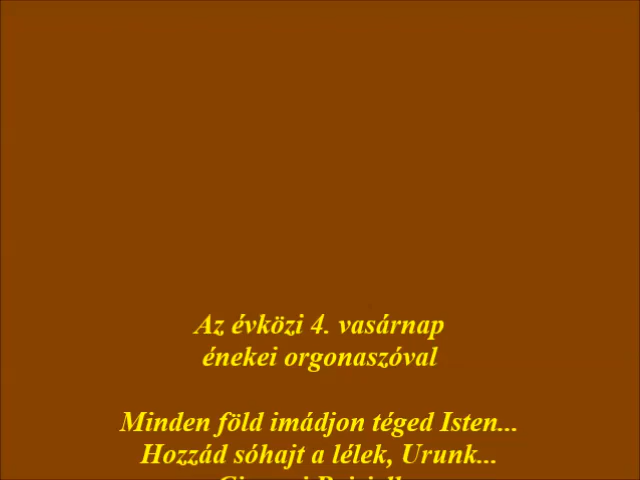 Az évközi 4. vasárnap
énekei orgonaszóval
Minden föld imádjon téged Isten...
Hozzád sóhajt a lélek, Urunk...